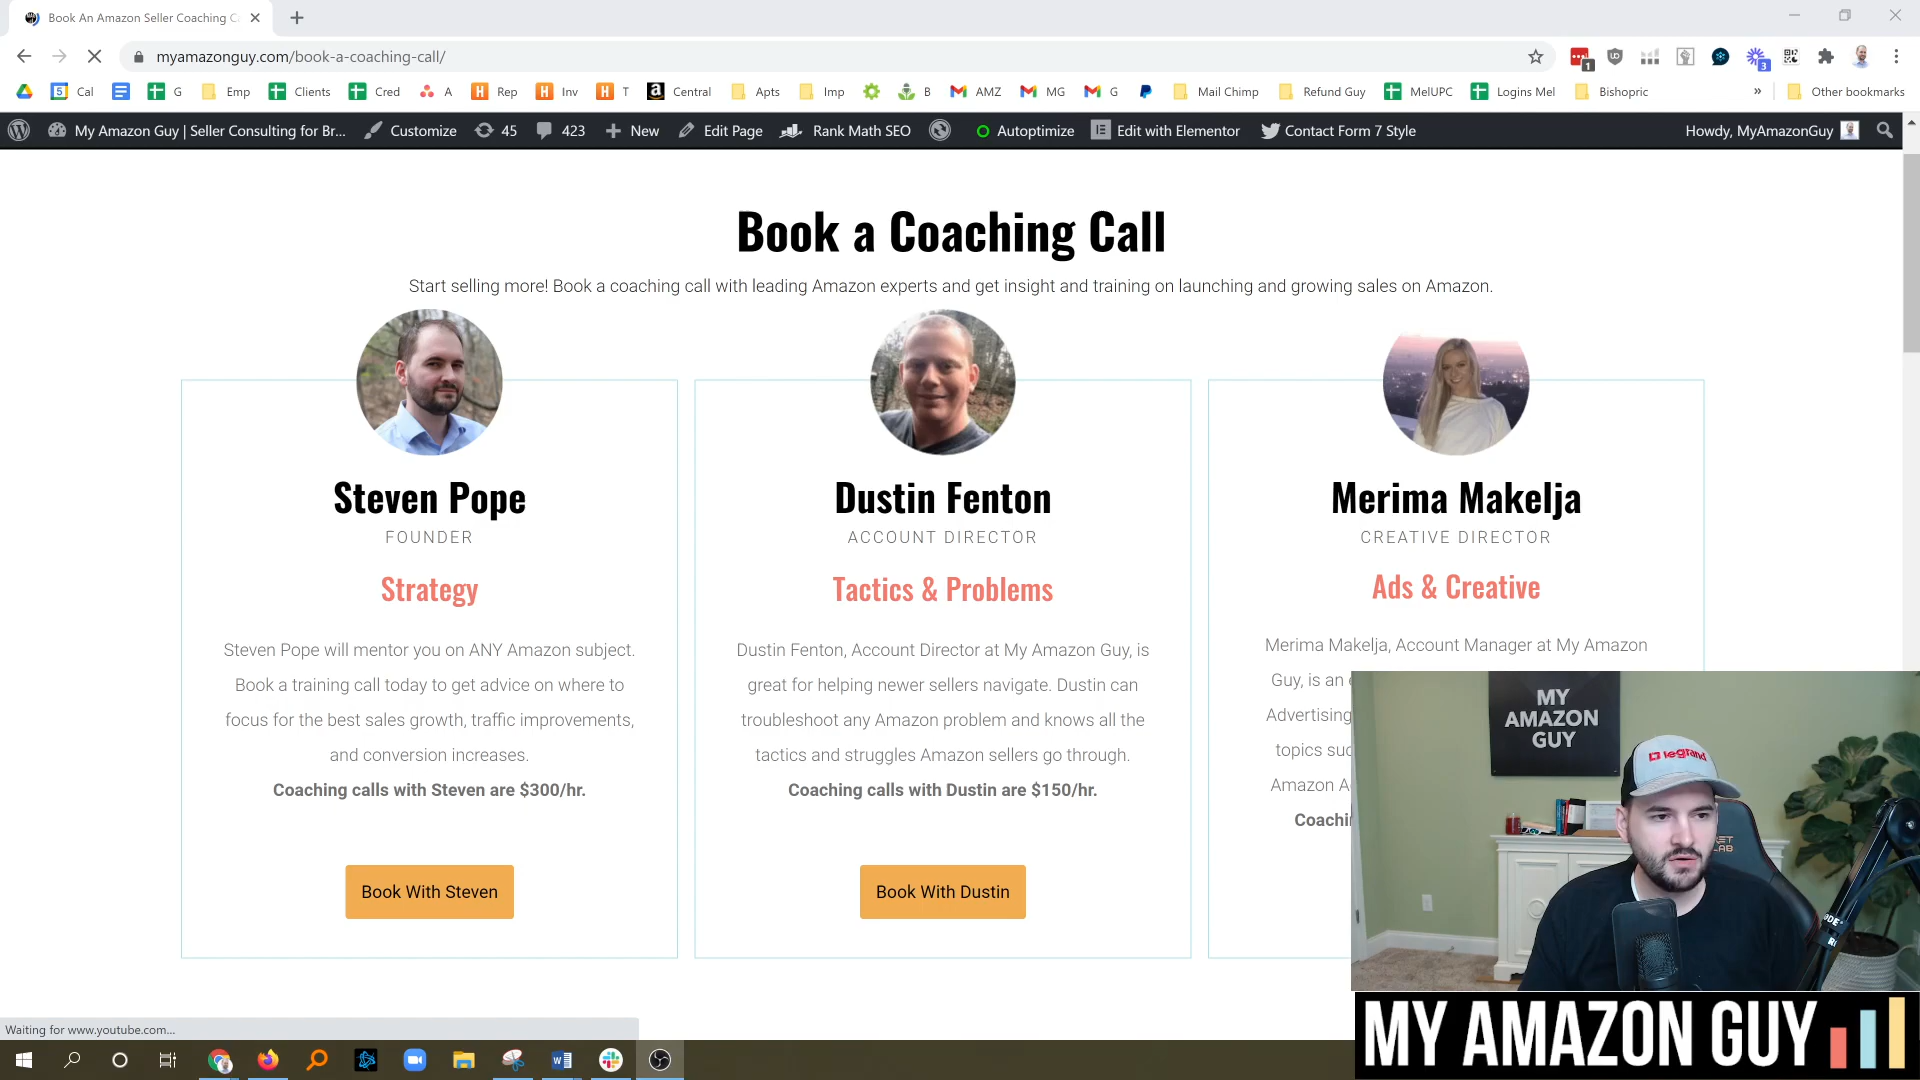 Book An Amazon Seller Coaching C
myamazonguy.com/book-a-coaching-call/
1
3
5 Cal G Emp Clients Cred A H Rep H Inv H T a Central Apts Imp B AMZ MG G Mail Chimp Refund Guy MelUPC Logins Mel Bishopric » Other bookmarks
My Amazon Guy | Seller Consulting for Br... Customize 45 423 New Edit Page Rank Math SEO Autoptimize Edit with Elementor Contact Form 7 Style Howdy, MyAmazonGuy
Book a Coaching Call
Start selling more! Book a coaching call with leading Amazon experts and get insight and training on launching and growing sales on Amazon.
Steven Pope
FOUNDER
Strategy
Steven Pope will mentor you on ANY Amazon subject.
Book a training call today to get advice on where to
focus for the best sales growth, traffic improvements,
and conversion increases.
Coaching calls with Steven are $300/hr.
Book With Steven
Dustin Fenton
ACCOUNT DIRECTOR
Tactics & Problems
Dustin Fenton, Account Director at My Amazon Guy, is
great for helping newer sellers navigate. Dustin can
troubleshoot any Amazon problem and knows all the
tactics and struggles Amazon sellers go through.
Coaching calls with Dustin are $150/hr.
Book With Dustin
Merima Makelja
CREATIVE DIRECTOR
Ads & Creative
Merima Makelja, Account Manager at My Amazon
Guy, is an
Advertising
topics suc
Amazon A
Coachi
MY
AMAZON
GUY
legrand
Waiting for www.youtube.com...
MY AMAZON GUY